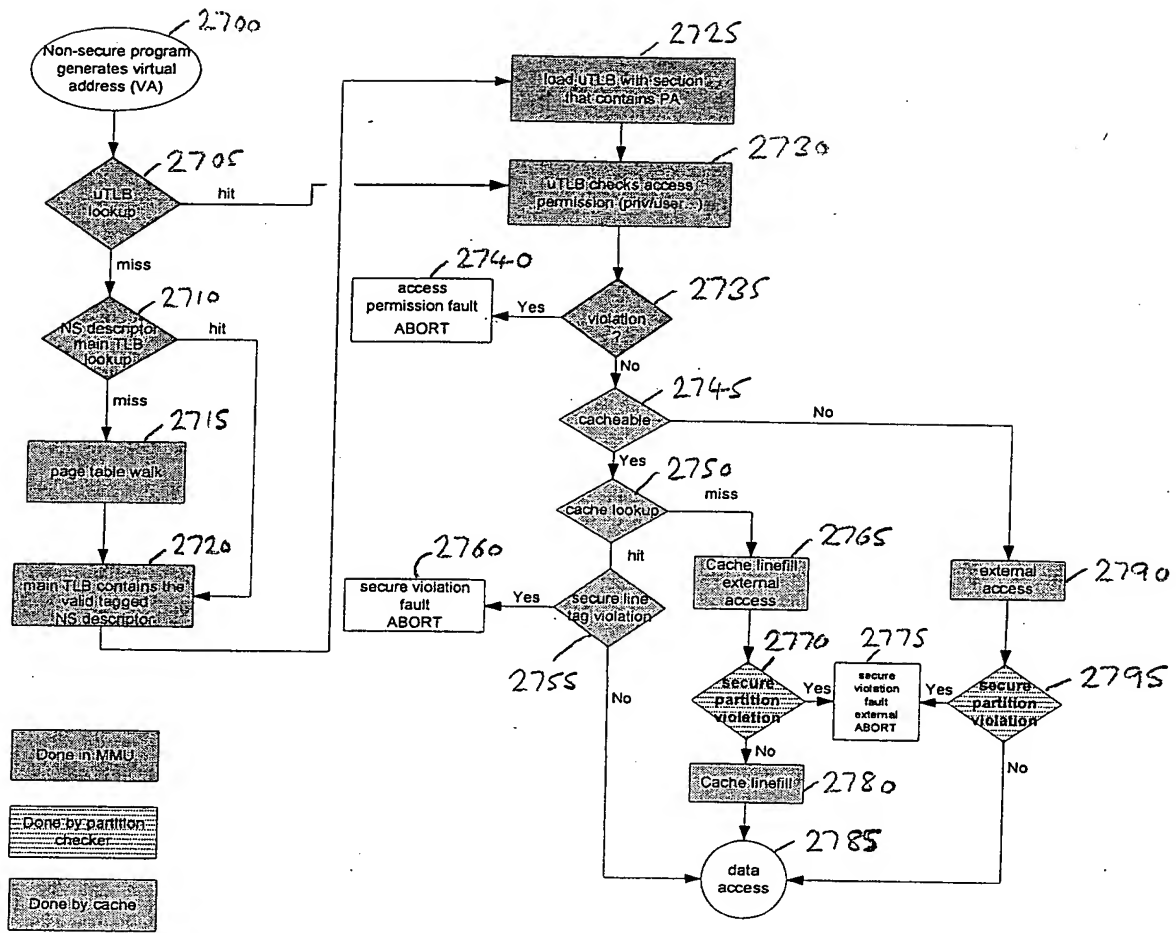 2700
Non-secure program
generates virtual
address (VA)
2705
uTLB
lookup
hit
miss
2710
NS descriptor
main TLB
lookup
hit
miss
2715
page table walk
2720
main TLB contains the
valid tagged
NS descriptor
2725
load uTLB with section
that contains PA
2730
uTLB checks access
permission (priv/user...)
2740
access
permission fault
ABORT
Yes
2735
violation
?
No
2745
cacheable
No
Yes
2750
cache lookup
miss
hit
2760
secure violation
fault
ABORT
Yes
secure line
tag violation
2755
No
2765
Cache linefill
external
access
2790
external
access
2770
secure
partition
violation
Yes
2775
secure
violation
fault
external
ABORT
Yes
2795
secure
partition
violation
No
No
2780
Cache linefill
2785
data
access
Done in MMU
Done by partition
checker
Done by cache